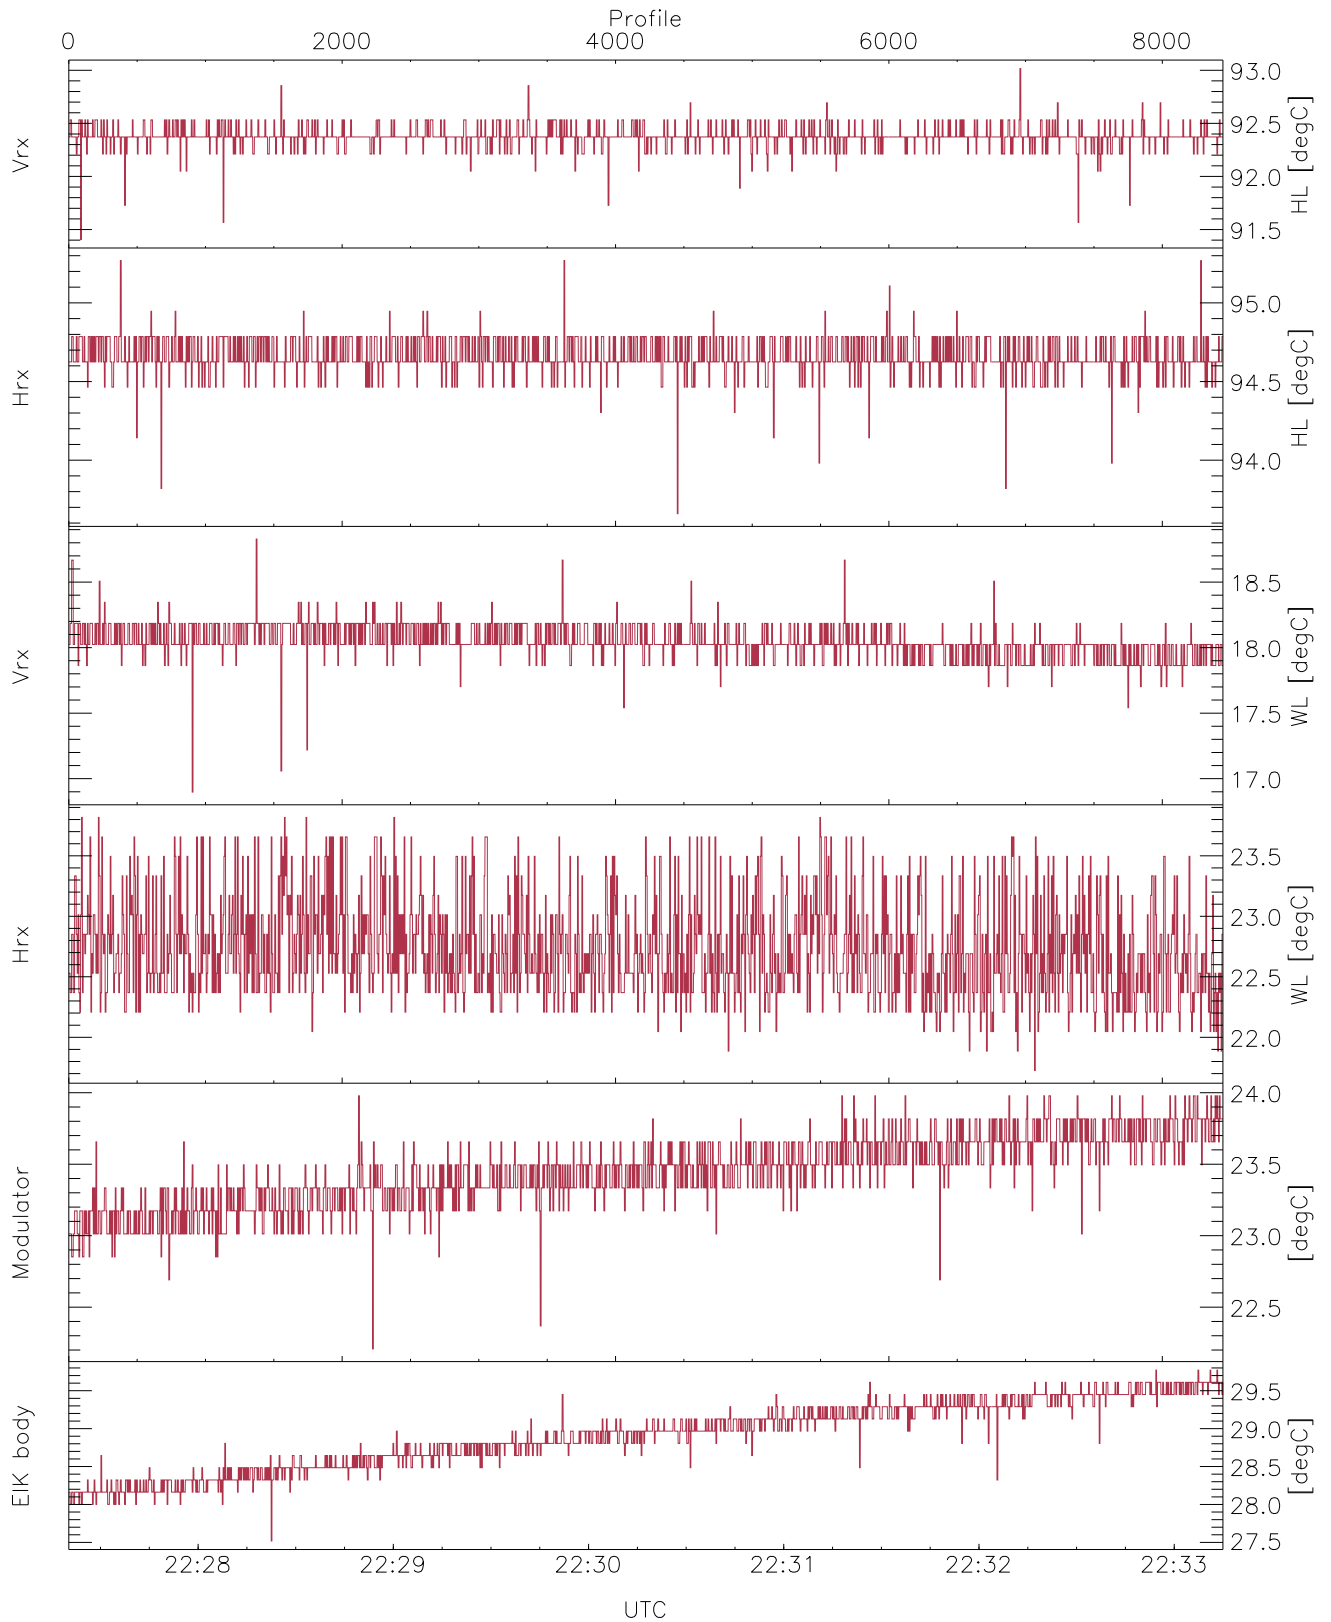 Profile
0 2000 4000 6000 8000
Vrx
93.0
92.5
92.0
91.5
HL [degC]
Hrx
95.0
94.5
94.0
HL [degC]
Vrx
18.5
18.0
17.5
17.0
WL [degC]
Hrx
23.5
23.0
22.5
22.0
WL [degC]
Modulator
24.0
23.5
23.0
22.5
[degC]
EIK body
29.5
29.0
28.5
28.0
27.5
[degC]
22:28 22:29 22:30 22:31 22:32 22:33
UTC